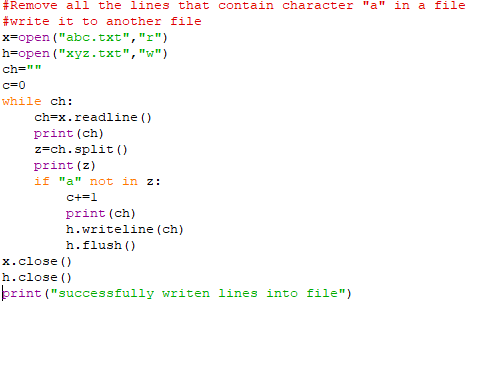 #Remove all the lines that contain character "a" in a file
#write it to another file
x=open("abc.txt","r")
h=open("xyz.txt","w")
ch=""
c=0
while ch:
    ch=x.readline()
    print(ch)
    z=ch.split()
    print(z)
    if "a" not in z:
        c+=1
        print(ch)
        h.writeline(ch)
        h.flush()
x.close()
h.close()
print("successfully writen lines into file")